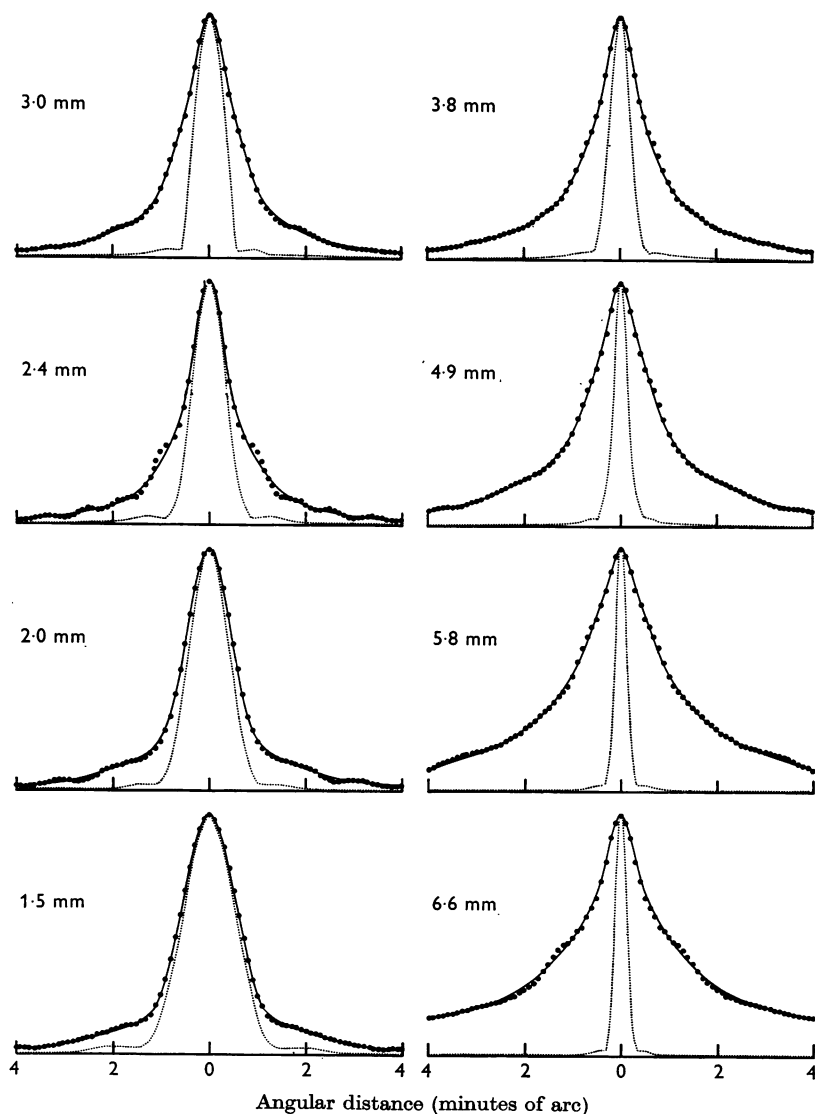 3·0 mm
3·8 mm
2·4 mm
4·9 mm
2·0 mm
5·8 mm
1·5 mm
6·6 mm
4 2 0 2 4 4 2 0 2 4
Angular distance (minutes of arc)